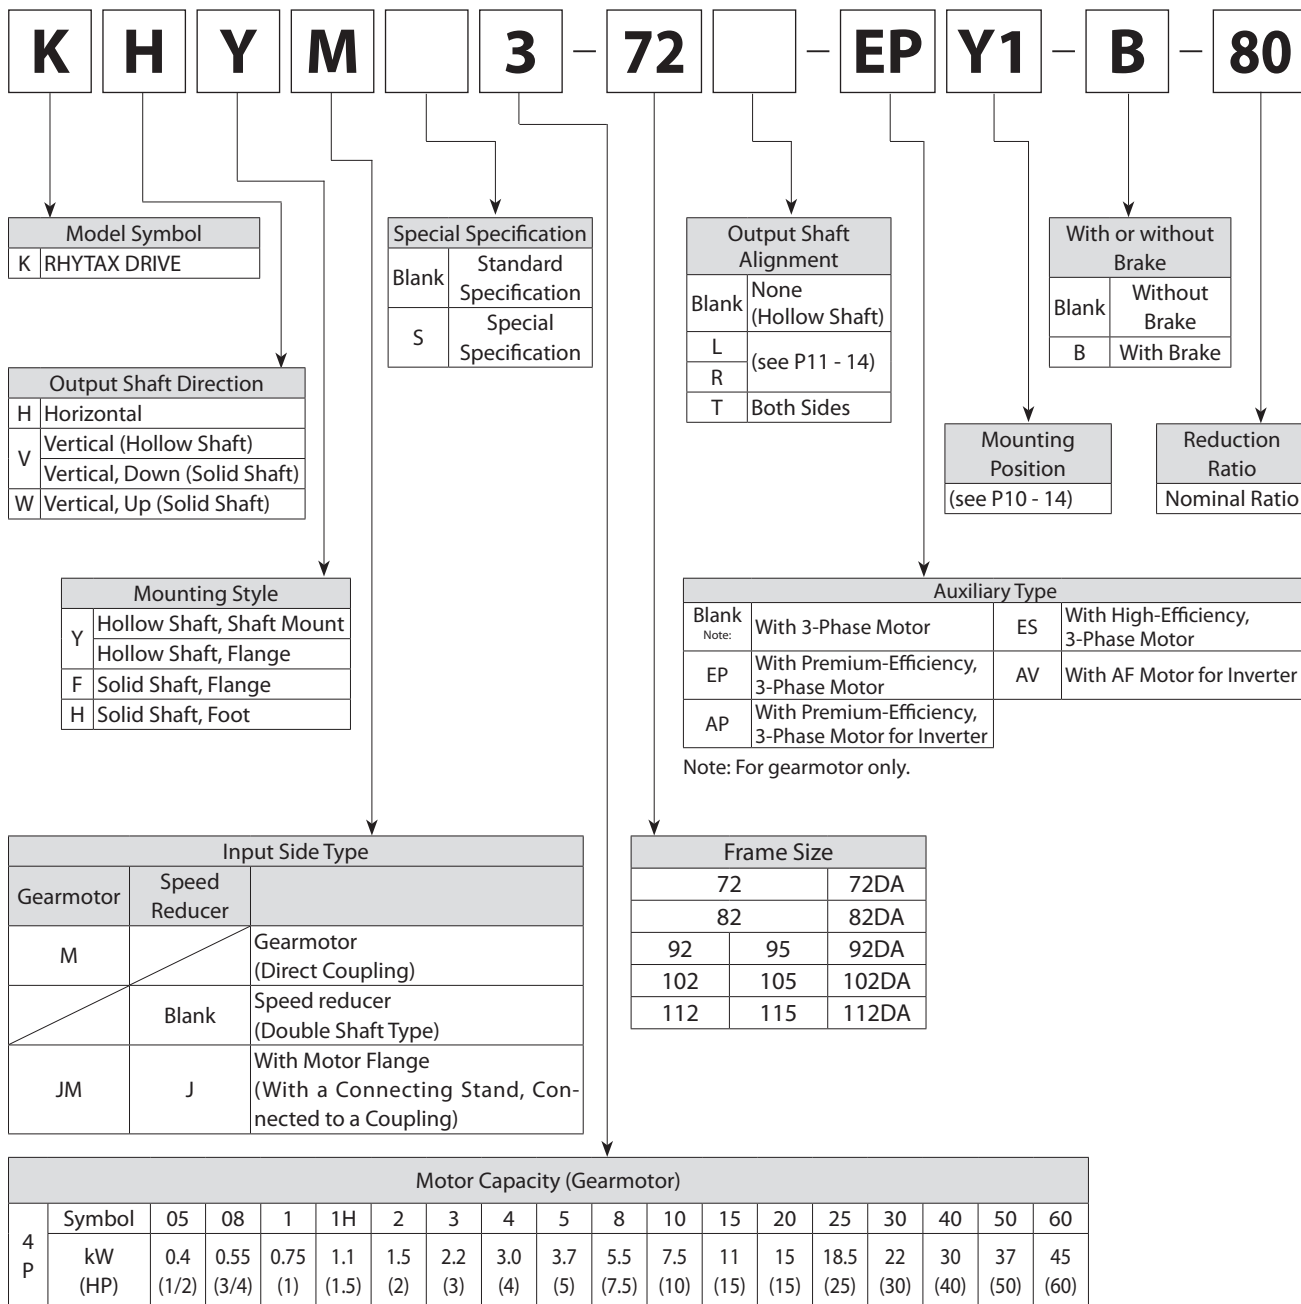 K H Y M 3 – 72 – EP Y1 – B – 80
Model Symbol
K RHYTAX DRIVE
Special Specification
Blank Standard
Specification
S Special
Specification
Output Shaft
Alignment
Blank None
(Hollow Shaft)
L
R (see P11 - 14)
T Both Sides
With or without
Brake
Blank Without
Brake
B With Brake
Output Shaft Direction
H Horizontal
V Vertical (Hollow Shaft)
Vertical, Down (Solid Shaft)
W Vertical, Up (Solid Shaft)
Mounting
Position
(see P10 - 14)
Reduction
Ratio
Nominal Ratio
Mounting Style
Y Hollow Shaft, Shaft Mount
Hollow Shaft, Flange
F Solid Shaft, Flange
H Solid Shaft, Foot
Auxiliary Type
Blank
Note: With 3-Phase Motor
ES With High-Efficiency,
3-Phase Motor
EP With Premium-Efficiency,
3-Phase Motor
AV With AF Motor for Inverter
AP With Premium-Efficiency,
3-Phase Motor for Inverter
Note: For gearmotor only.
Input Side Type
Gearmotor Speed
Reducer
M Gearmotor
(Direct Coupling)
Blank Speed reducer
(Double Shaft Type)
JM J With Motor Flange
(With a Connecting Stand, Con-
nected to a Coupling)
Frame Size
72 72DA
82 82DA
92 95 92DA
102 105 102DA
112 115 112DA
Motor Capacity (Gearmotor)
4
P
Symbol 05 08 1 1H 2 3 4 5 8 10 15 20 25 30 40 50 60
kW 0.4 0.55 0.75 1.1 1.5 2.2 3.0 3.7 5.5 7.5 11 15 18.5 22 30 37 45
(HP) (1/2) (3/4) (1) (1.5) (2) (3) (4) (5) (7.5) (10) (15) (15) (25) (30) (40) (50) (60)